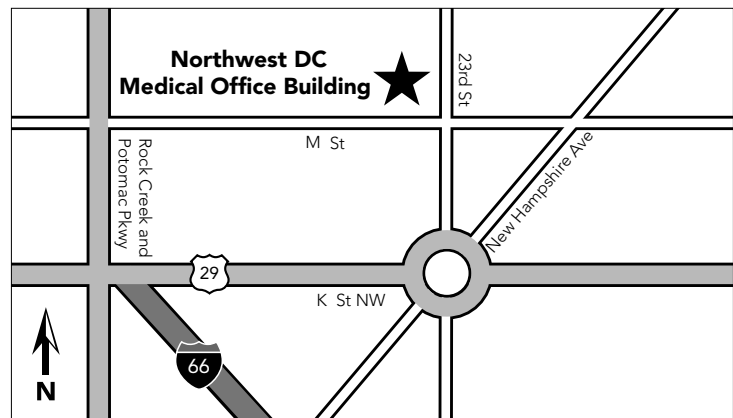 Northwest DC
Medical Office Building
23rd St
M St
Rock Creek and
Potomac Pkwy
New Hampshire Ave
29
K St NW
66
N